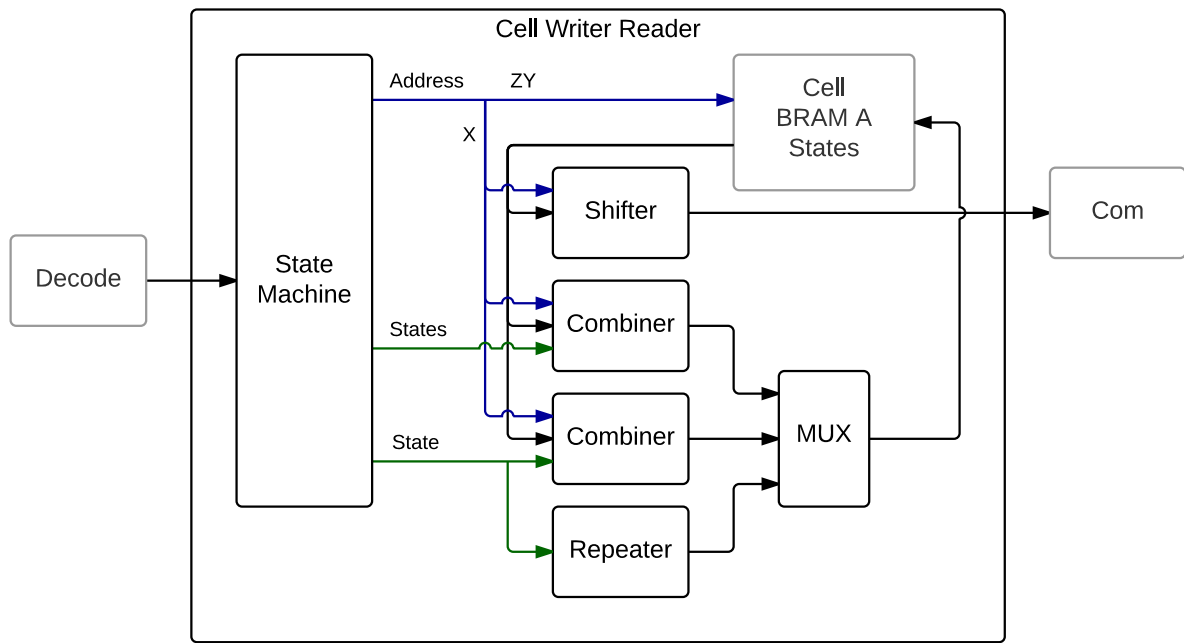 Cell Writer Reader
Address
ZY
X
Cell
BRAM A
States
Shifter
Com
Decode
State
Machine
States
Combiner
State
Combiner
MUX
Repeater